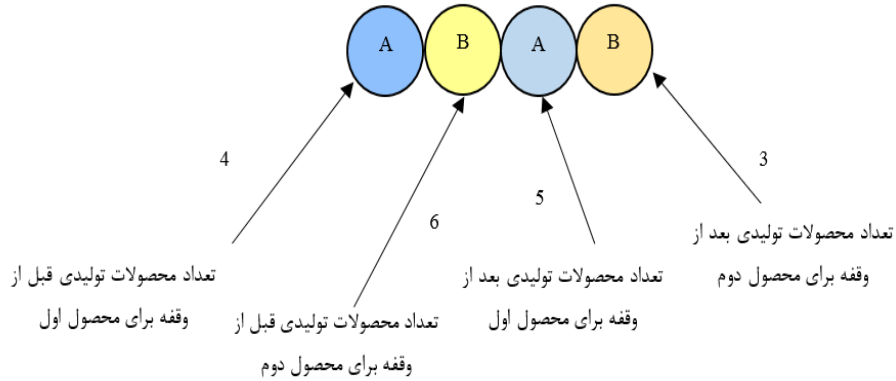 A B A B
4
6
5
3
تعداد محصولات تولیدی قبل از
وقفه برای محصول اول
تعداد محصولات تولیدی قبل از
وقفه برای محصول دوم
تعداد محصولات تولیدی بعد از
وقفه برای محصول اول
تعداد محصولات تولیدی بعد از
وقفه برای محصول دوم